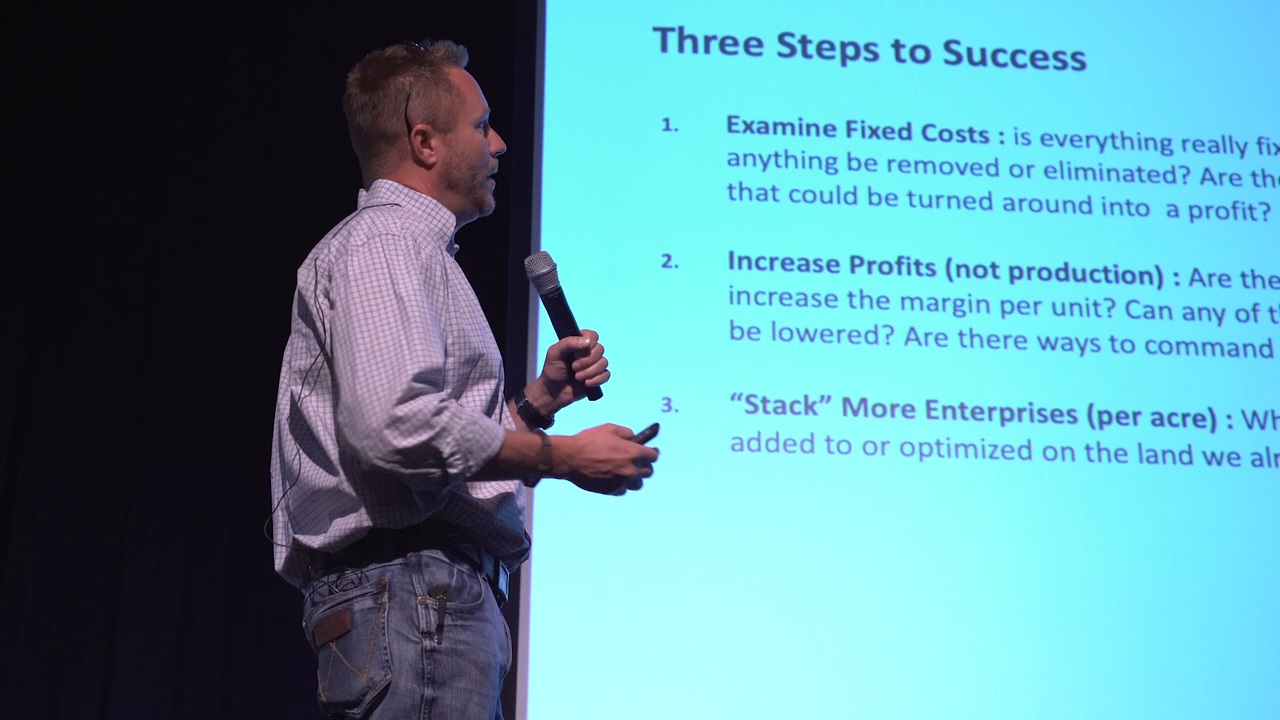 Three Steps to Success
1. Examine Fixed Costs : is everything really
anything be removed or eliminated? Are
that could be turned around into a profit?
2. Increase Profits (not production) : Are
increase the margin per unit? Can any of
be lowered? Are there ways to command
3. “Stack” More Enterprises (per acre) :
added to or optimized on the land we